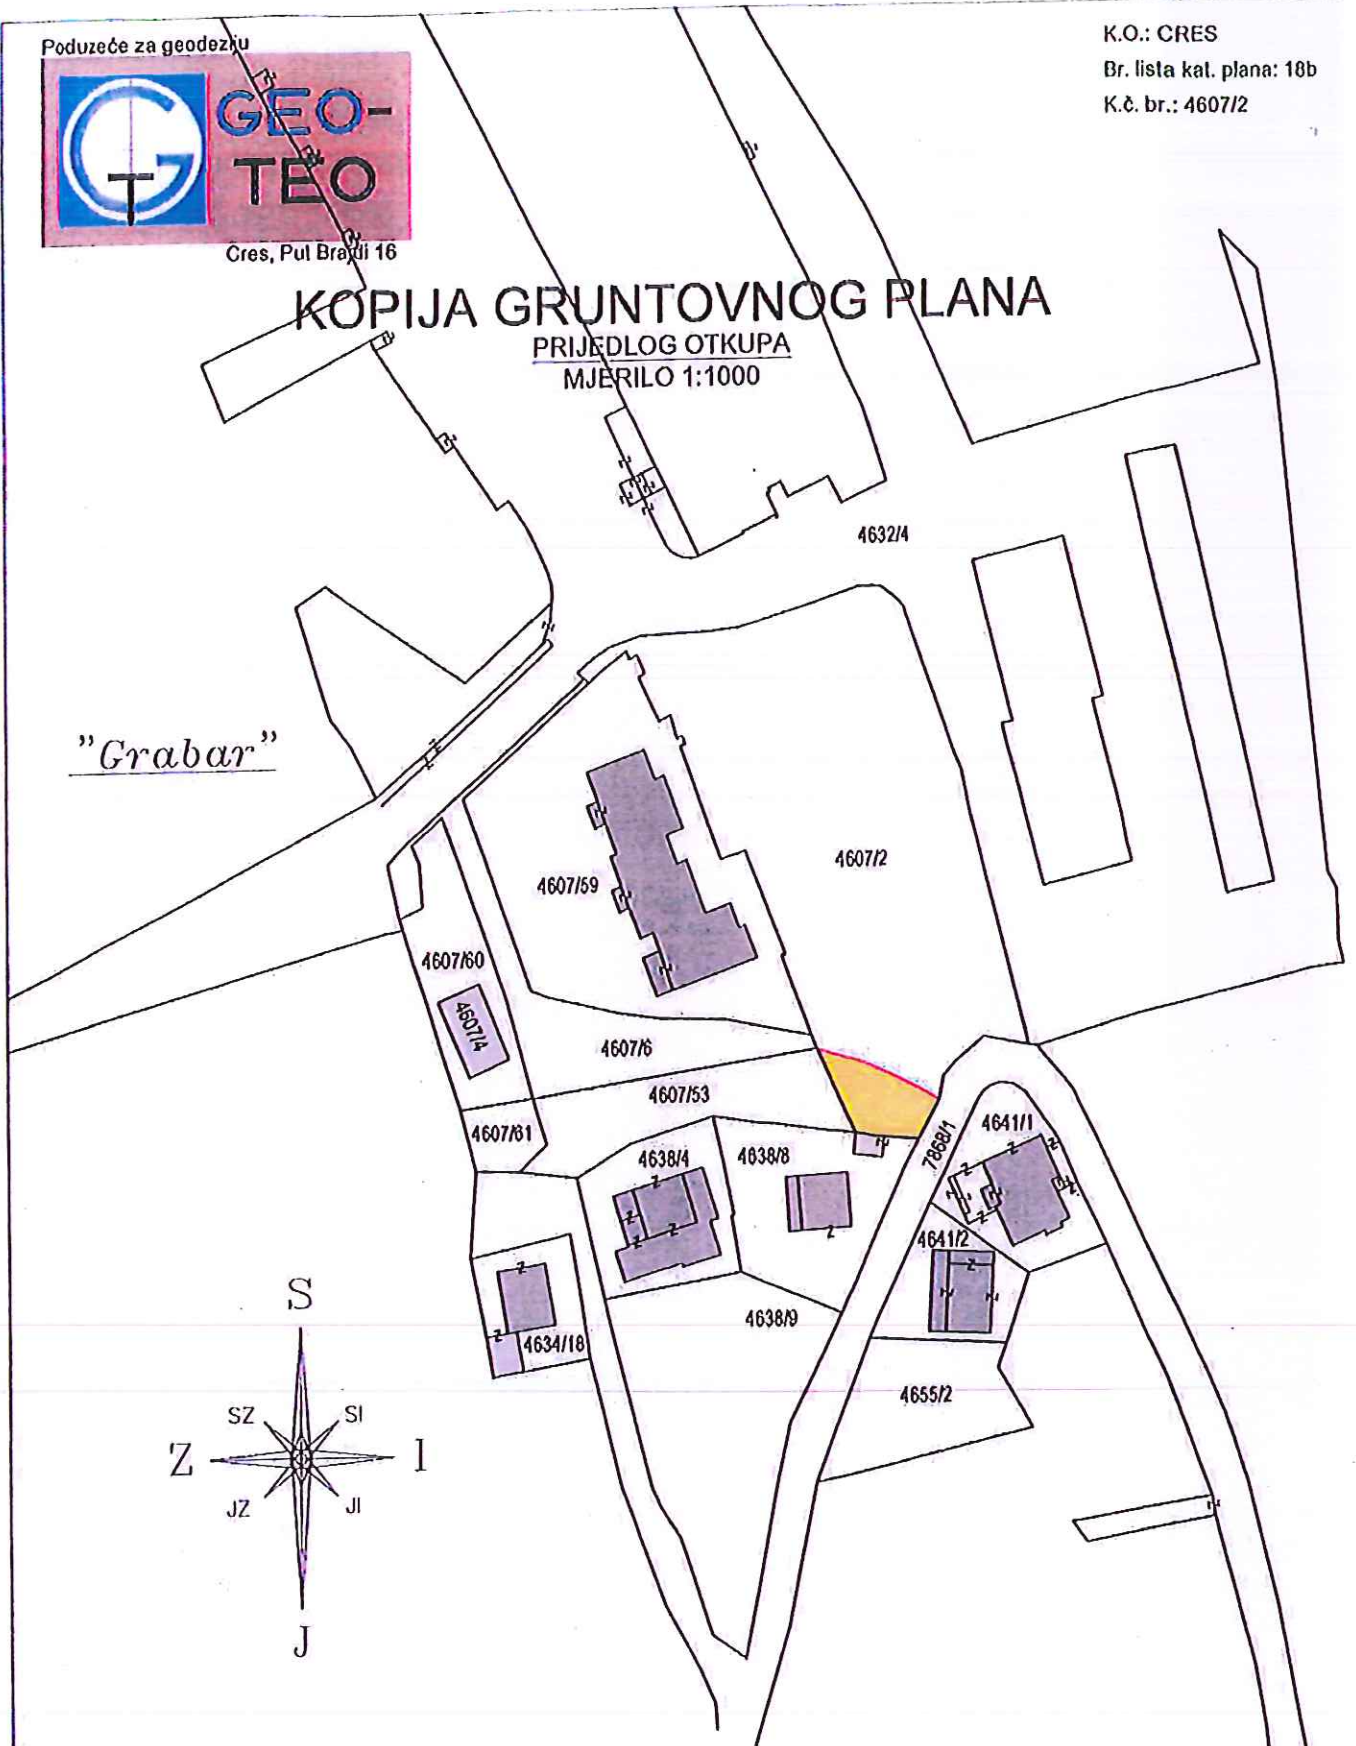 Poduzeće za geodeziju
GEO-
TEO
Cres, Put Brajdi 16
K.O.: CRES
Br. lista kat. plana: 18b
K.č. br.: 4607/2
KOPIJA GRUNTOVNOG PLANA
PRIJEDLOG OTKUPA
MJERILO 1:1000
4632/4
"Grabar"
4607/2
4607/59
4607/60
4607/4
4607/6
4607/53
4607/61
4638/4
4638/8
7868/1
4641/1
4641/2
4638/9
4634/18
4655/2
S
SZ
SI
Z
I
JZ
JI
J